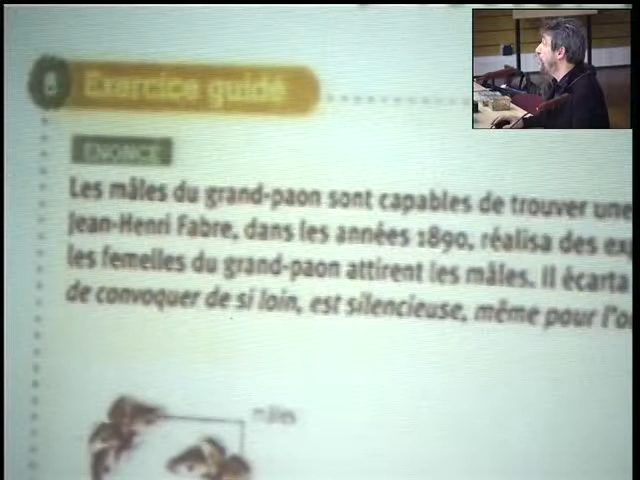 8 Exercice guidé
ENONCÉ
Les mâles du grand-paon sont capables de trouver une
Jean-Henri Fabre, dans les années 1890, réalisa des ex
les femelles du grand-paon attirent les mâles. Il écarta
de convoquer de si loin, est silencieuse, même pour l'o
mâles